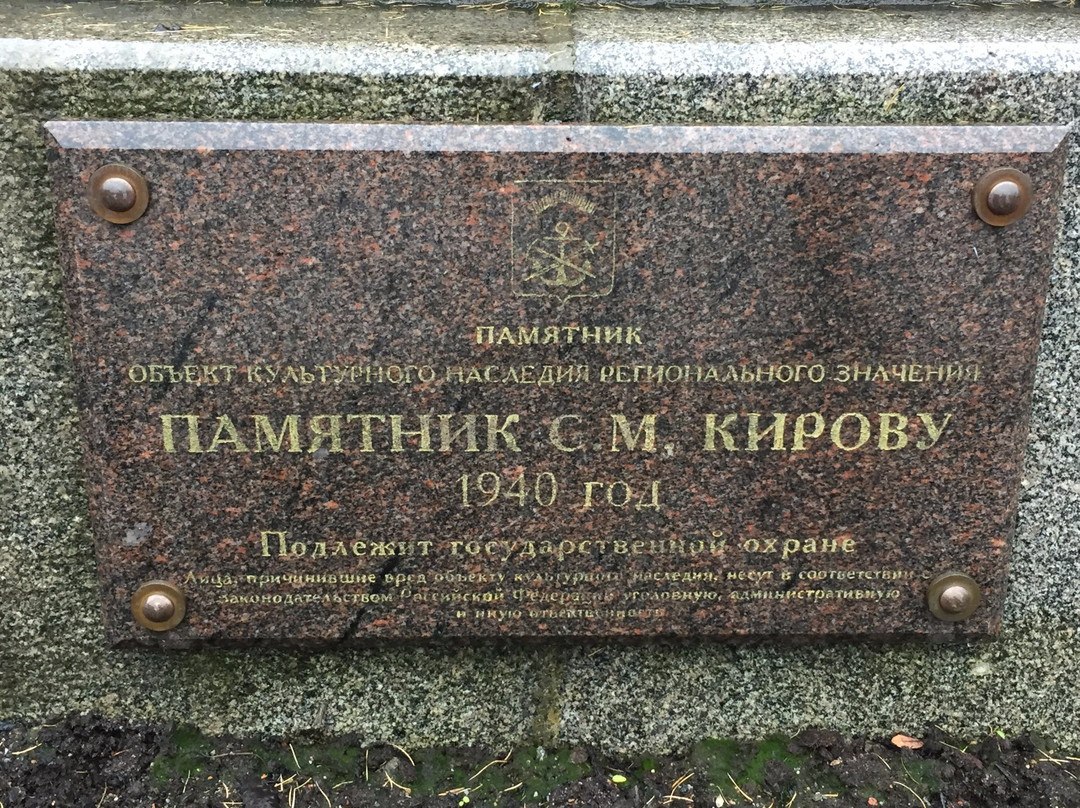 ПАМЯТНИК
ОБЪЕКТ КУЛЬТУРНОГО НАСЛЕДИЯ РЕГИОНАЛЬНОГО ЗНАЧЕНИЯ
ПАМЯТНИК С.М. КИРОВУ
1940 год
Подлежит государственной охране
Лица, причинившие вред объекту культурного наследия, несут в соответствии с
законодательством Российской Федерации уголовную, административную
и иную ответственность